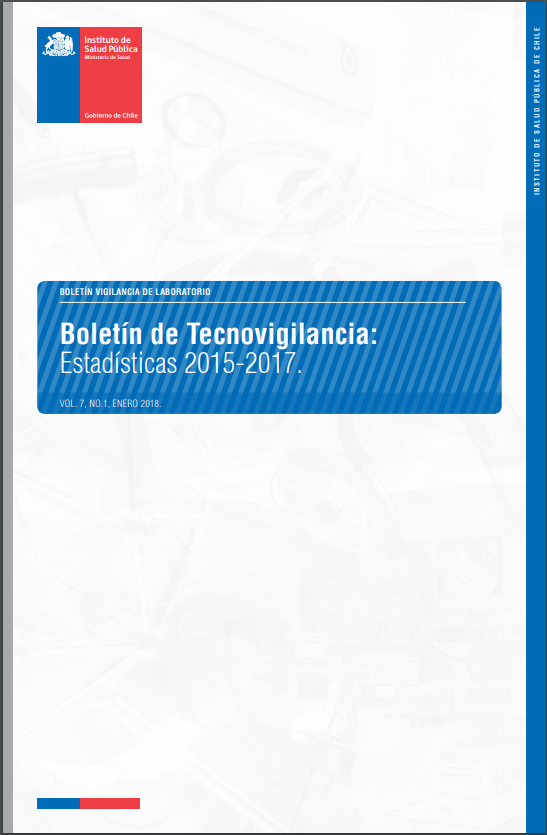 Instituto de
Salud Pública
Ministerio de Salud
Gobierno de Chile
INSTITUTO DE SALUD PÚBLICA DE CHILE
BOLETÍN VIGILANCIA DE LABORATORIO
Boletín de Tecnovigilancia:
Estadísticas 2015-2017.
VOL. 7, NO.1, ENERO 2018.